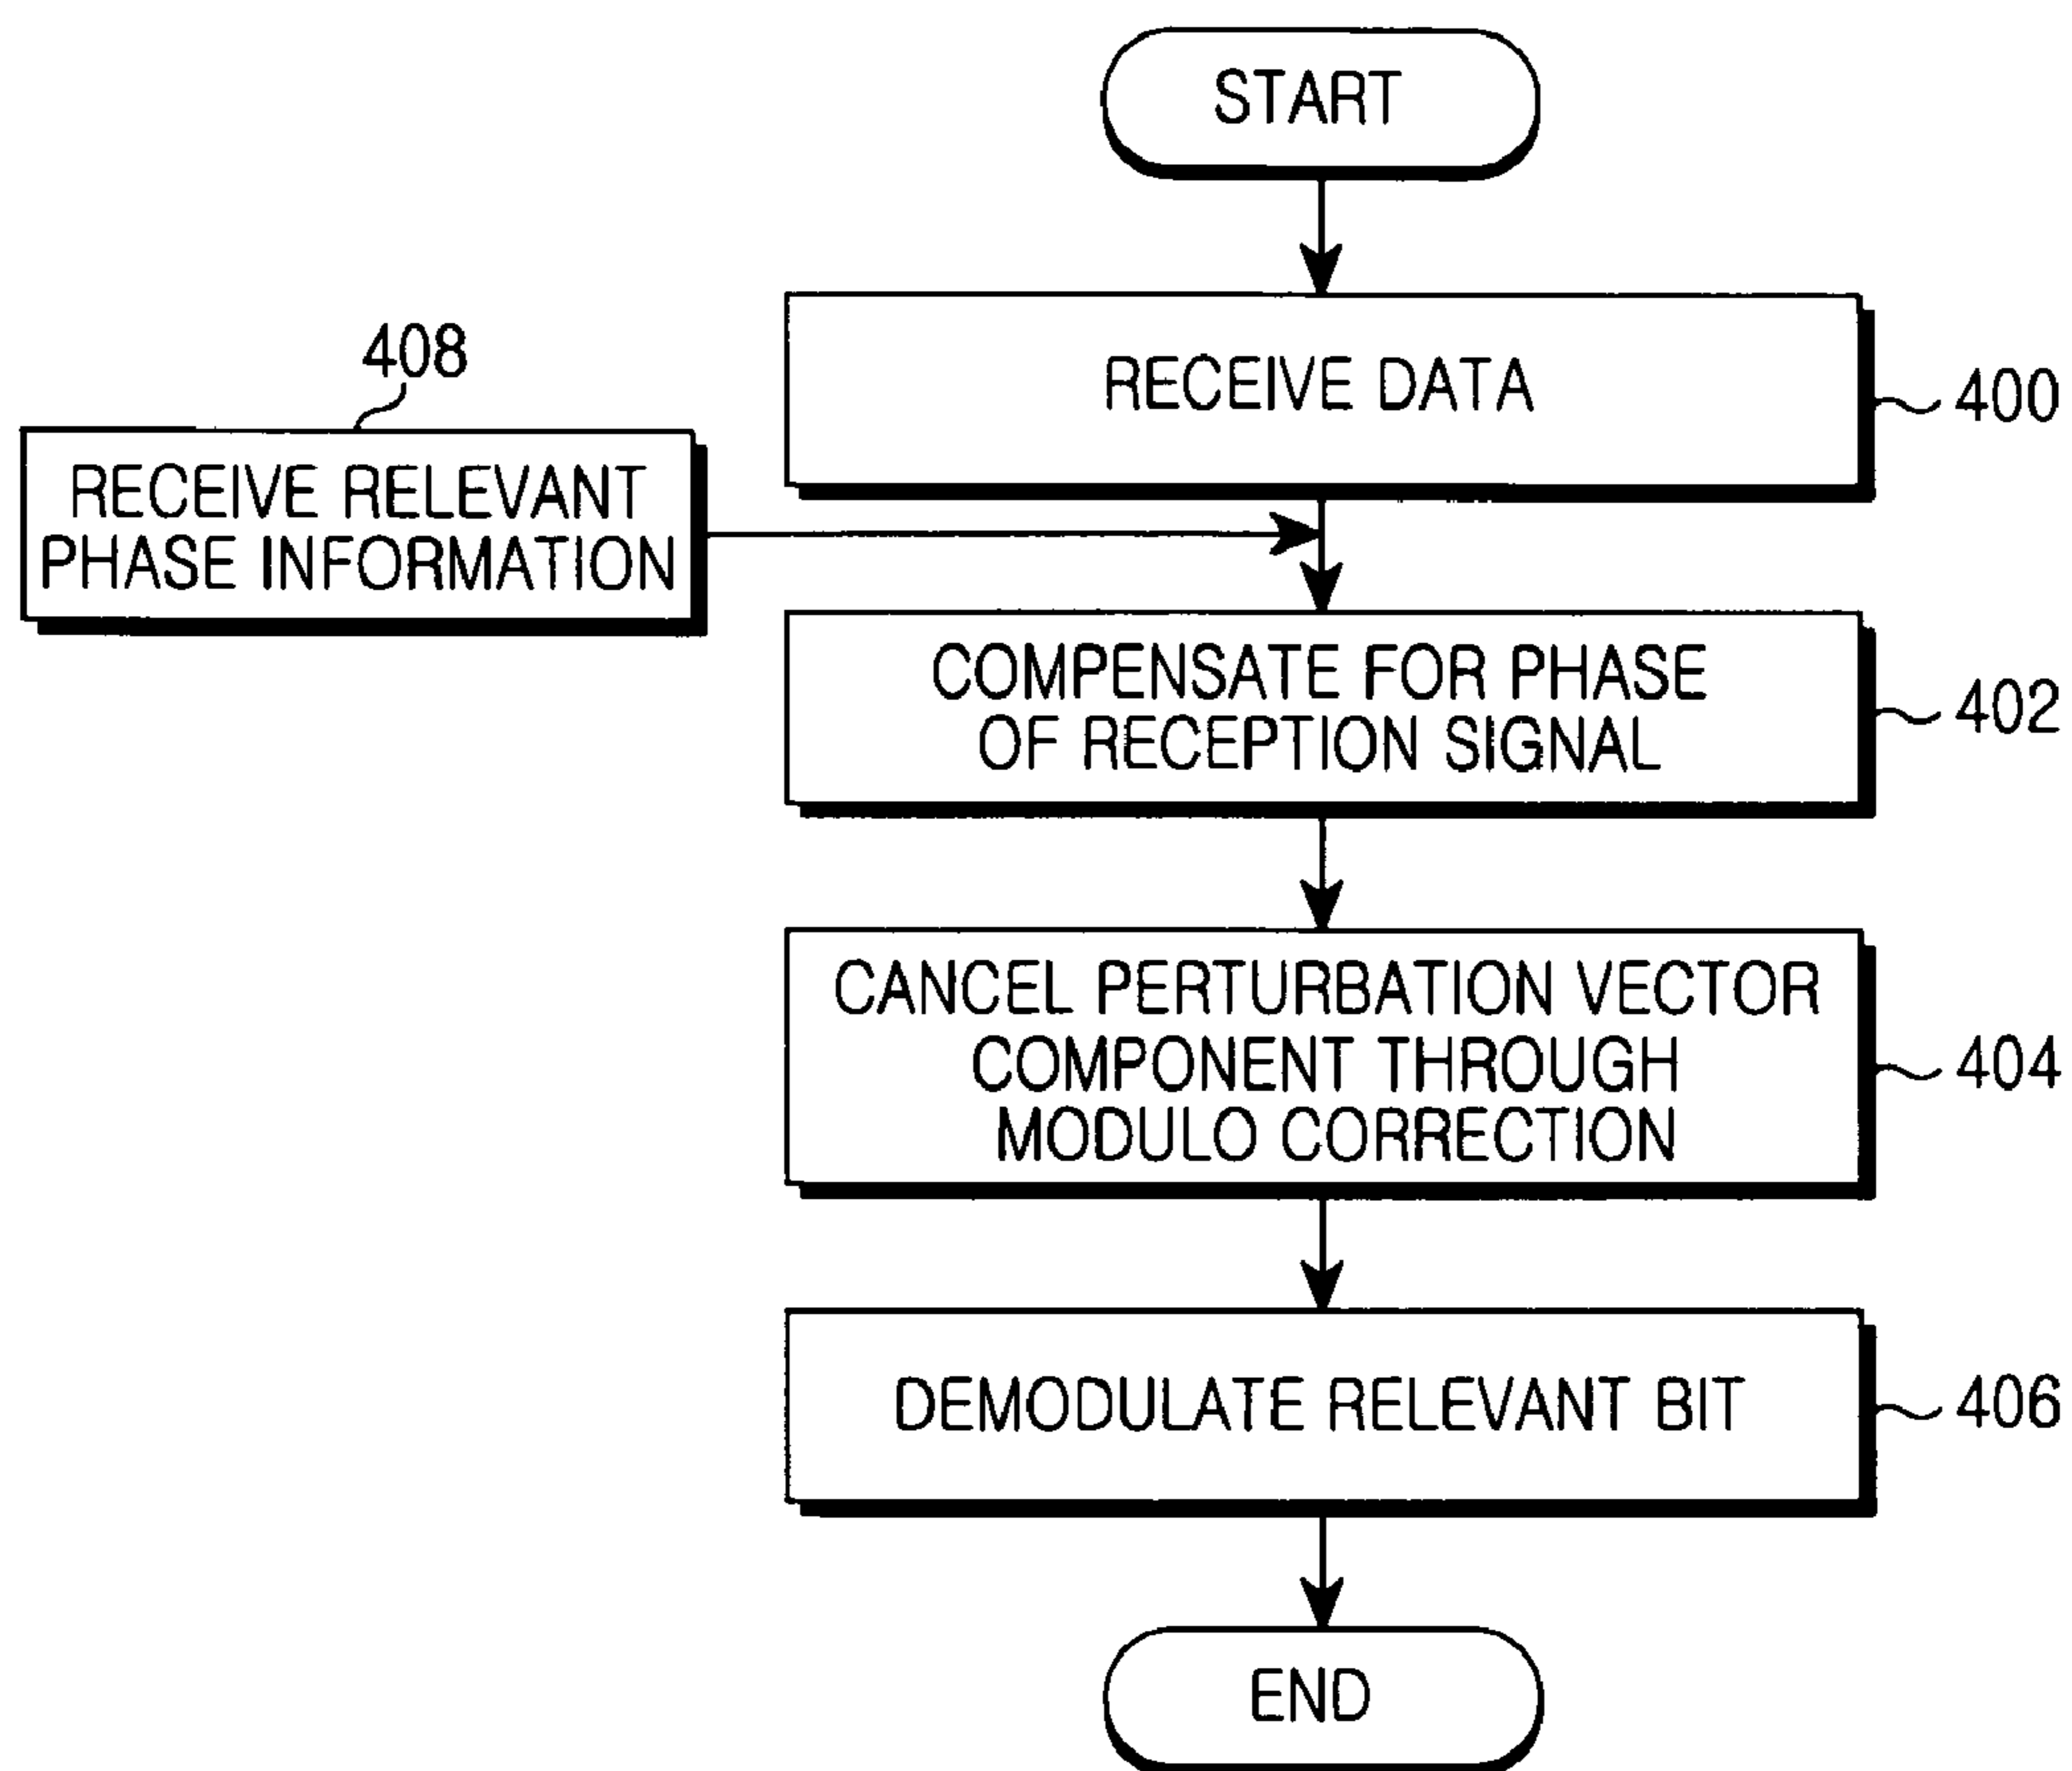 START
RECEIVE DATA
400
408
RECEIVE RELEVANT
PHASE INFORMATION
COMPENSATE FOR PHASE
OF RECEPTION SIGNAL
402
CANCEL PERTURBATION VECTOR
COMPONENT THROUGH
MODULO CORRECTION
404
DEMODULATE RELEVANT BIT
406
END